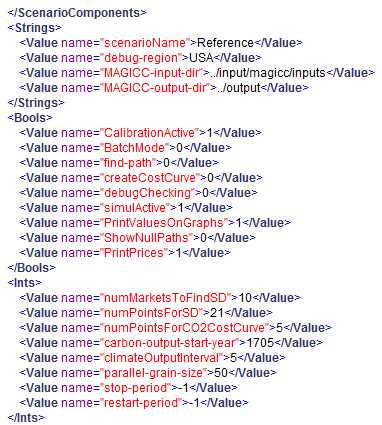 </ScenarioComponents>
<Strings>
<Value name="scenarioName">Reference</Value>
<Value name="debug-region">USA</Value>
<Value name="MAGICC-input-dir">../input/magicc/inputs</Value>
<Value name="MAGICC-output-dir">../output</Value>
</Strings>
<Bools>
<Value name="CalibrationActive">1</Value>
<Value name="BatchMode">0</Value>
<Value name="find-path">0</Value>
<Value name="createCostCurve">0</Value>
<Value name="debugChecking">0</Value>
<Value name="simulActive">1</Value>
<Value name="PrintValuesOnGraphs">1</Value>
<Value name="ShowNullPaths">0</Value>
<Value name="PrintPrices">1</Value>
</Bools>
<Ints>
<Value name="numMarketsToFindSD">10</Value>
<Value name="numPointsForSD">21</Value>
<Value name="numPointsForCO2CostCurve">5</Value>
<Value name="carbon-output-start-year">1705</Value>
<Value name="climateOutputInterval">5</Value>
<Value name="parallel-grain-size">50</Value>
<Value name="stop-period">-1</Value>
<Value name="restart-period">-1</Value>
</Ints>